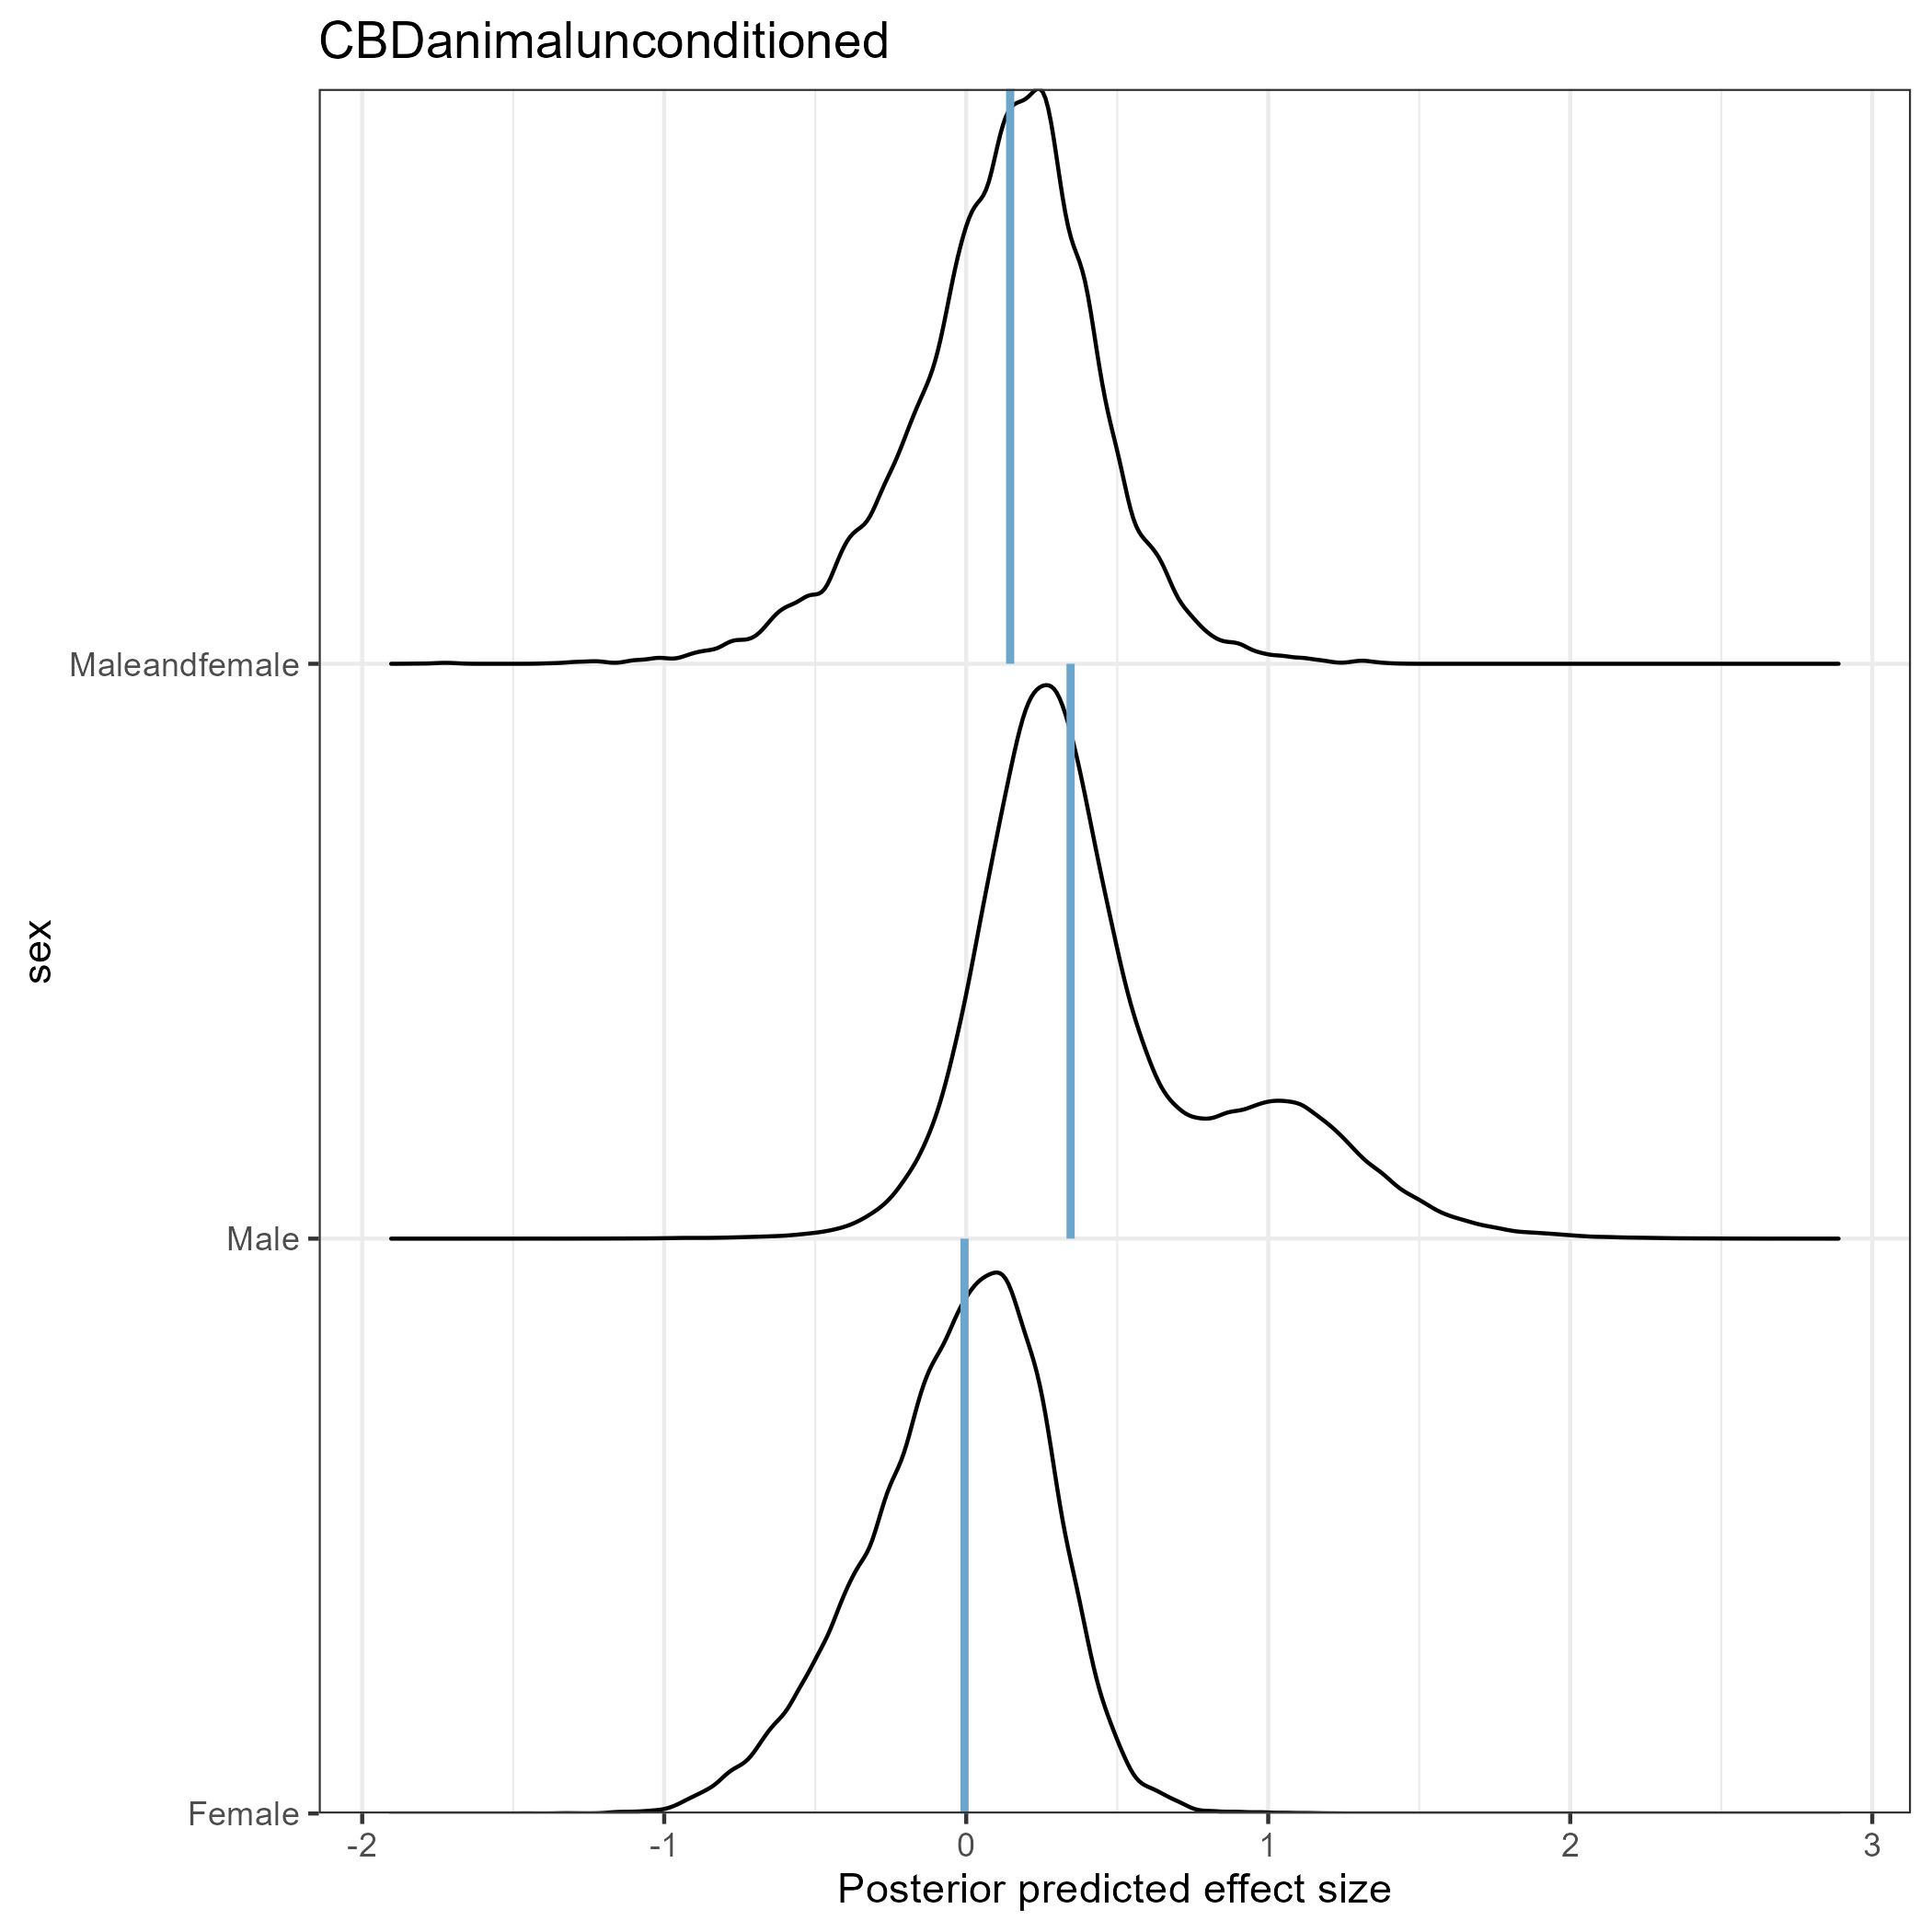 CBDanimalunconditioned
sex
Maleandfemale
Male
Female
-2 -1 0 1 2 3
Posterior predicted effect size